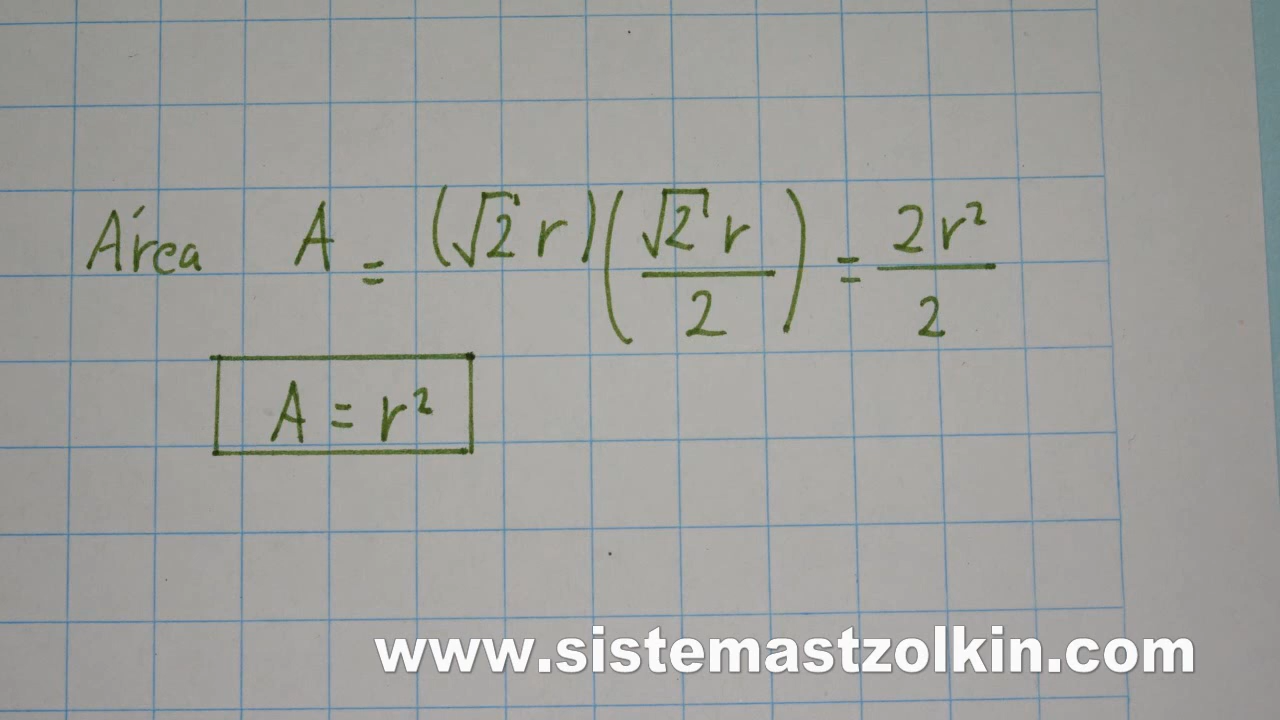 Área A = (√2 r)(√2 r / 2) = 2r² / 2
A = r²
www.sistemastzolkin.com